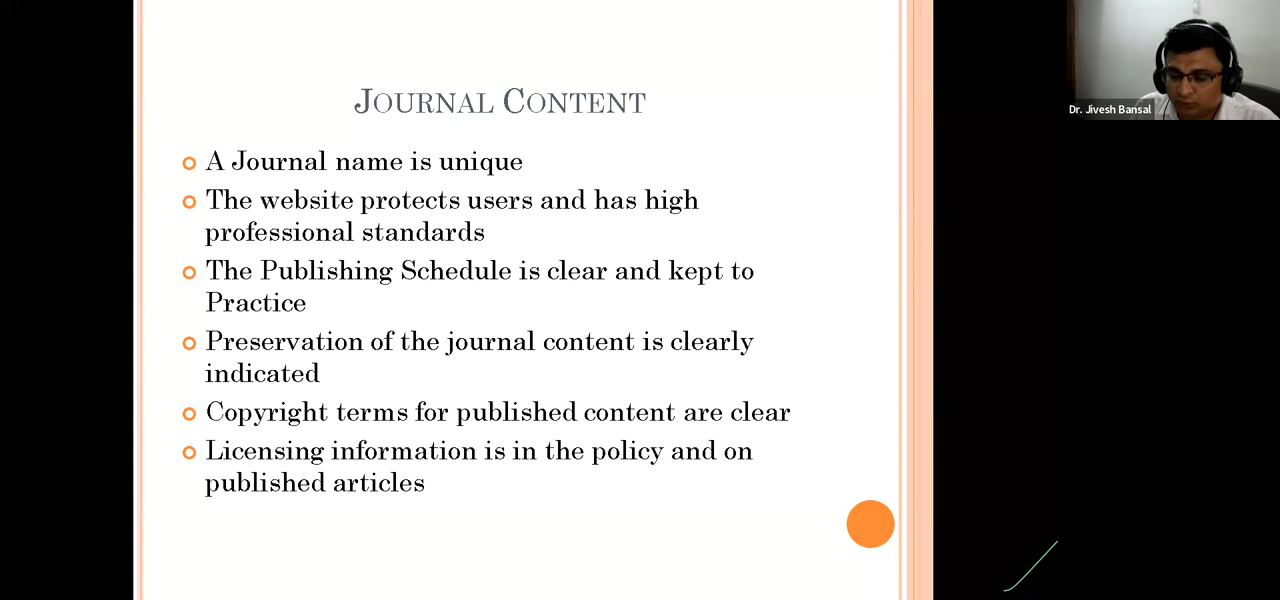 Journal Content
A Journal name is unique
The website protects users and has high
professional standards
The Publishing Schedule is clear and kept to
Practice
Preservation of the journal content is clearly
indicated
Copyright terms for published content are clear
Licensing information is in the policy and on
published articles
Dr. Jivesh Bansal